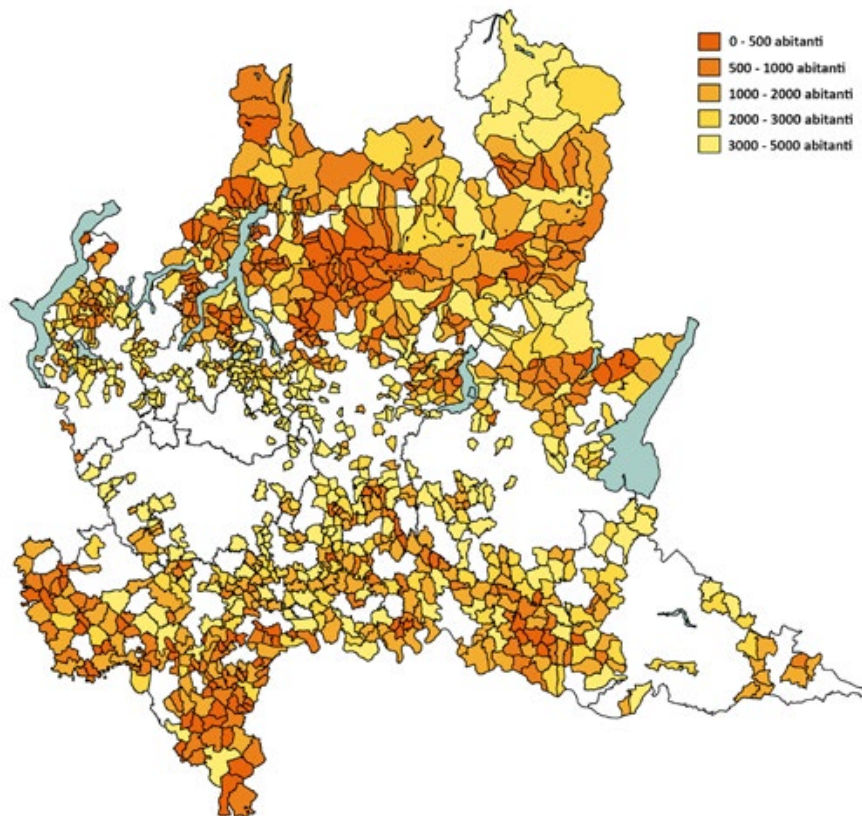 0 - 500 abitanti
500 - 1000 abitanti
1000 - 2000 abitanti
2000 - 3000 abitanti
3000 - 5000 abitanti